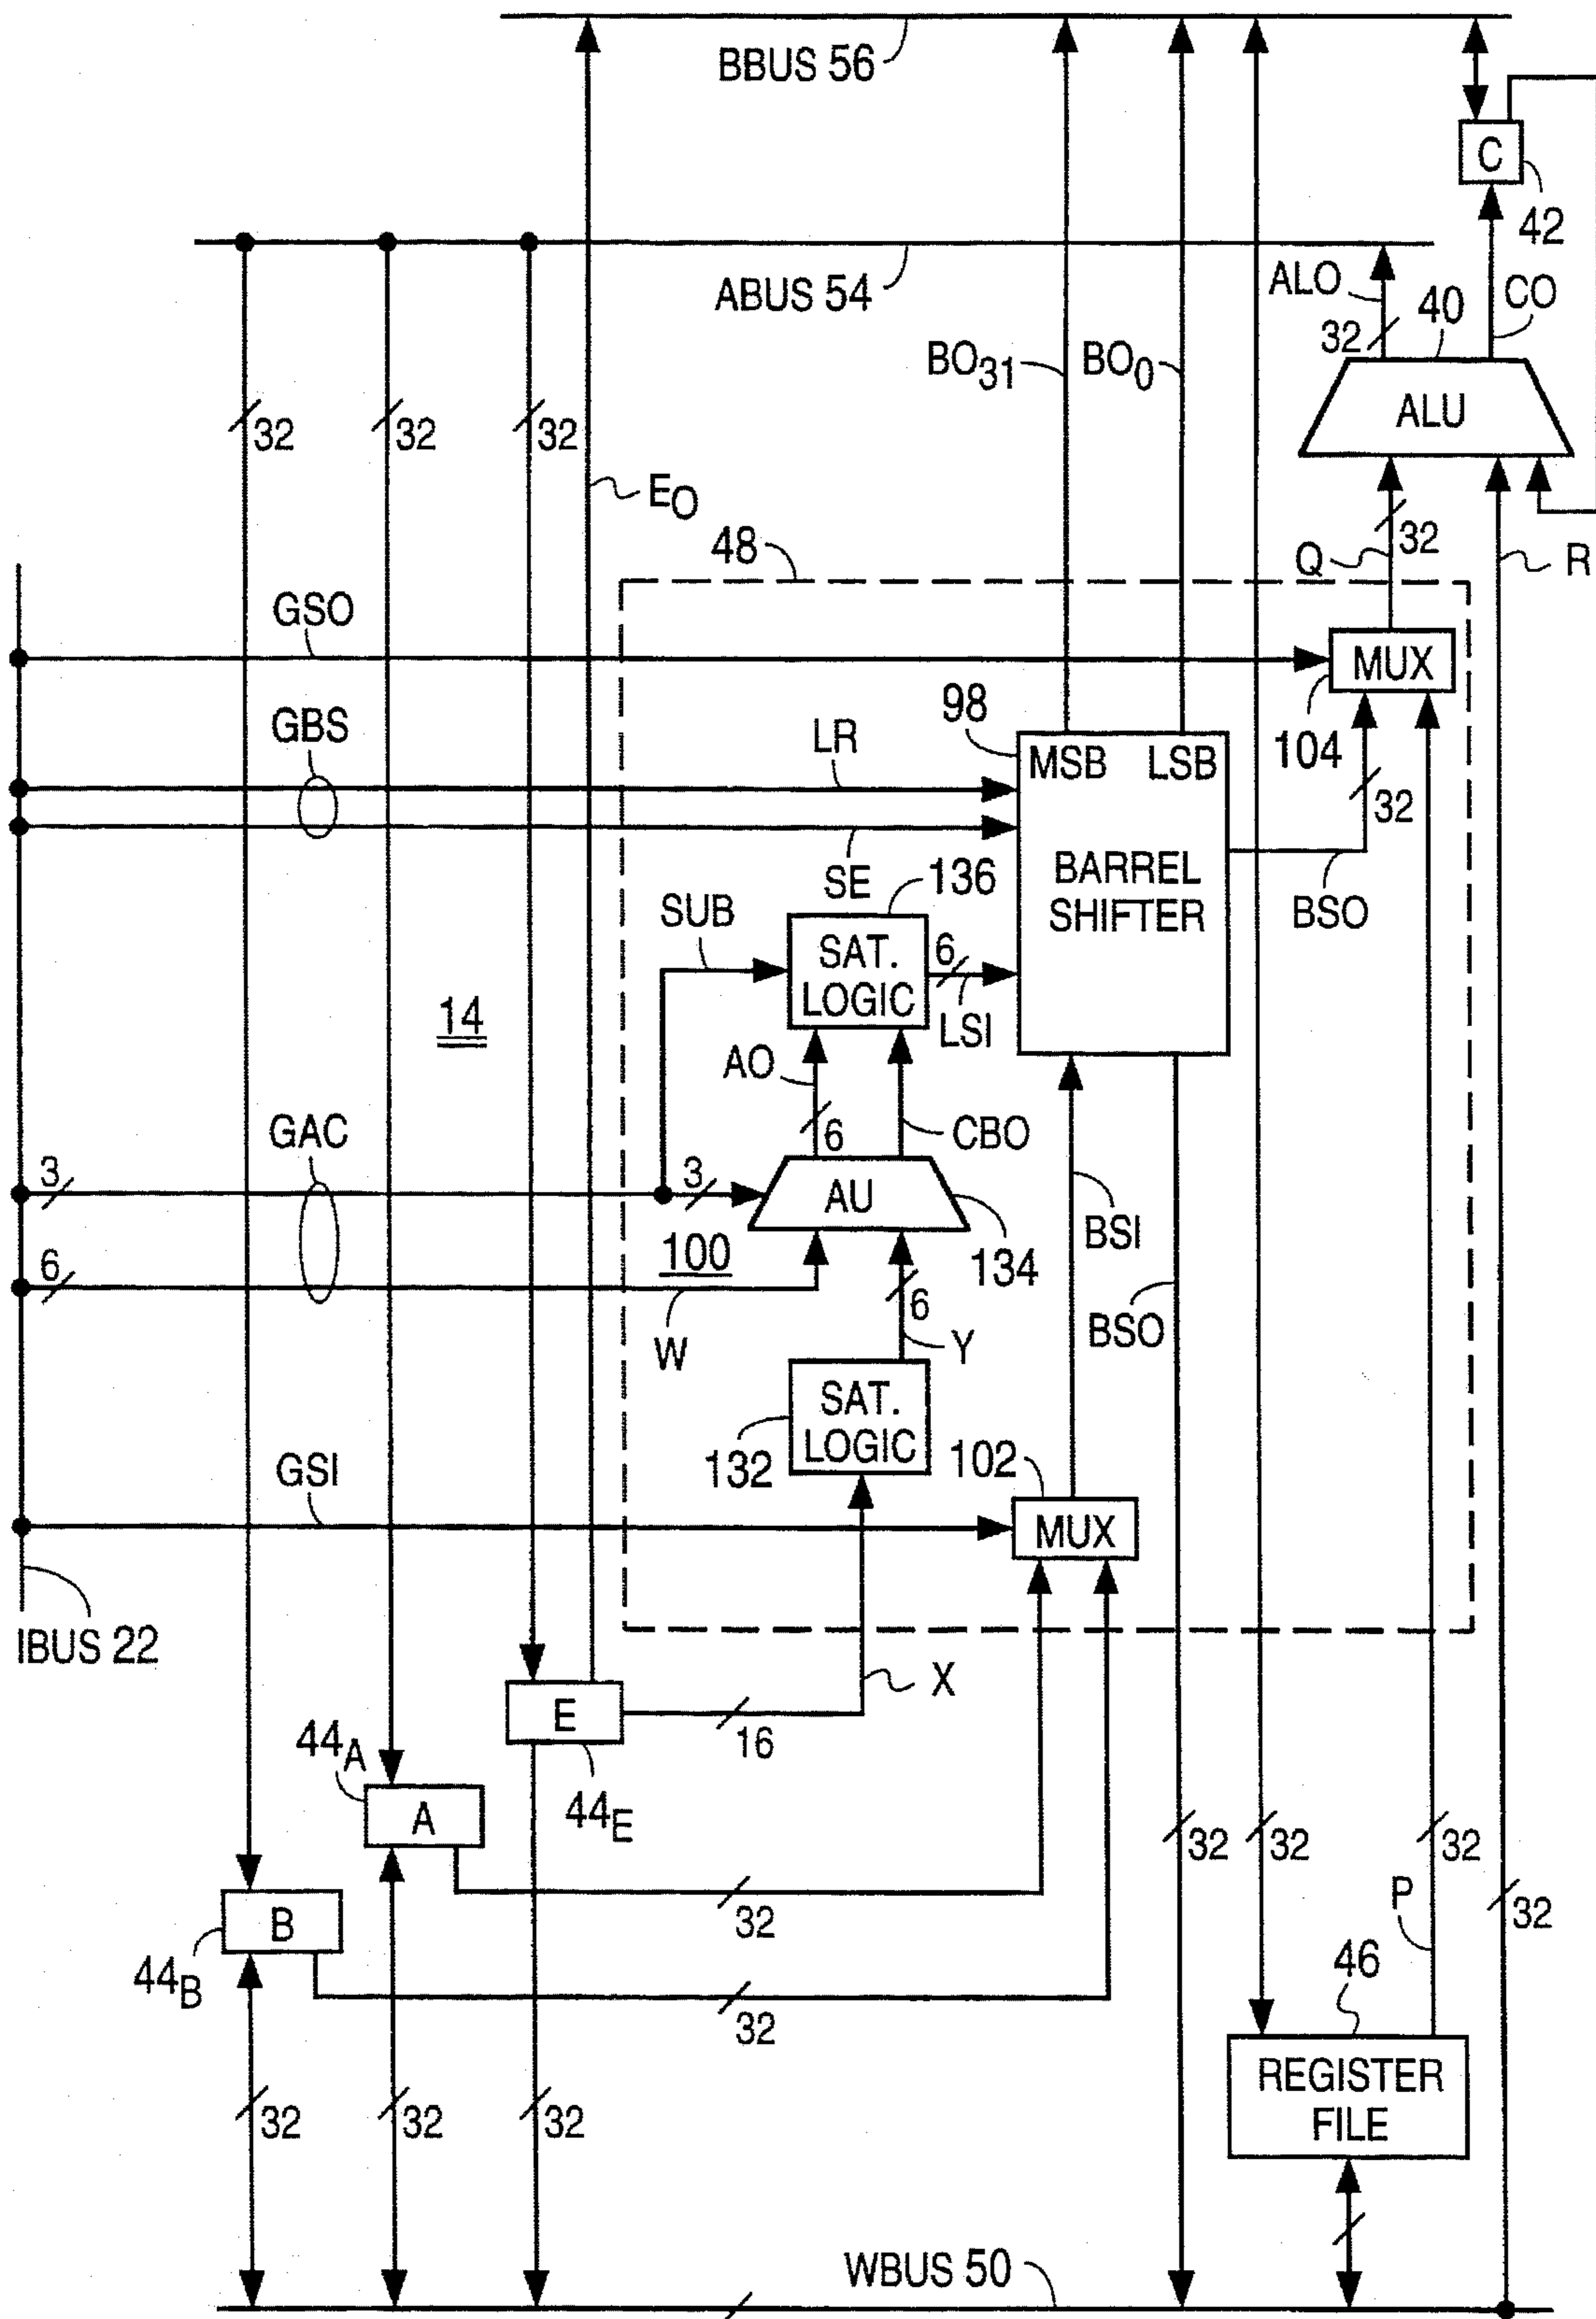 BBUS 56
C
42
ABUS 54
ALO
32
40
CO
BO31
BO0
ALU
32
32
32
EO
48
Q
32
R
GSO
MUX
104
GBS
LR
98
MSB LSB
32
SE
BARREL
SHIFTER
BSO
SUB
136
SAT.
LOGIC
6
LSI
14
AO
6
CBO
GAC
3
3
AU
BSI
6
100
134
W
6
Y
BSO
SAT.
LOGIC
132
102
GSI
MUX
IBUS 22
X
E
16
44E
44A
A
32
32
32
32
B
44B
32
P
32
46
REGISTER
FILE
32
32
32
WBUS 50